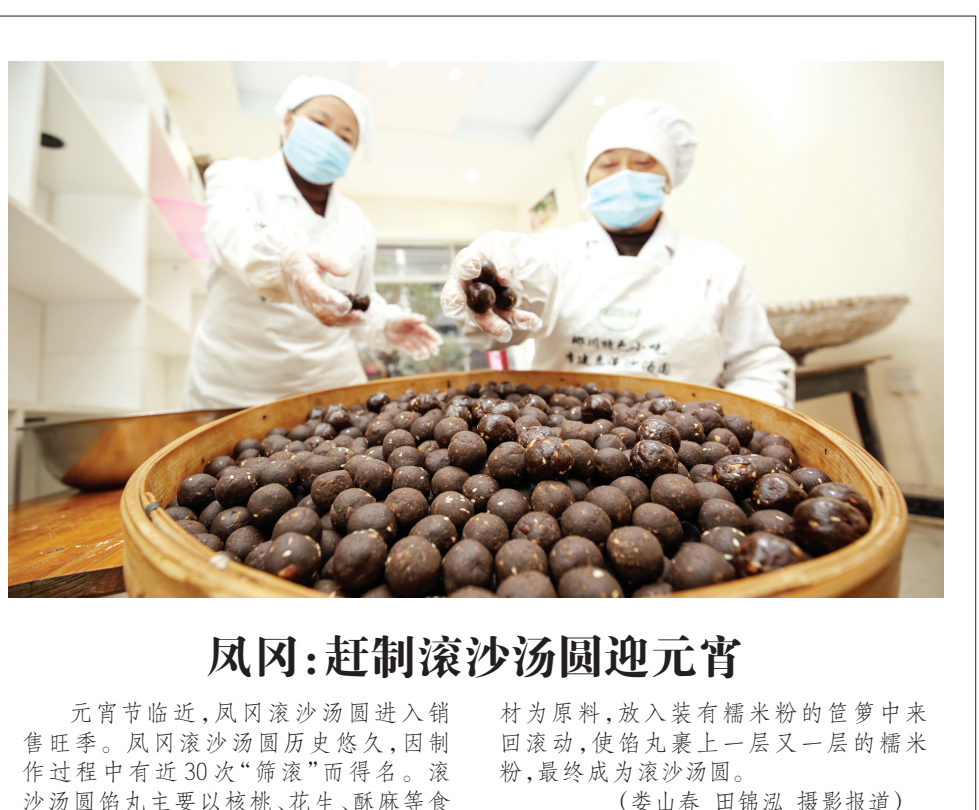 凤冈:赶制滚沙汤圆迎元宵
元宵节临近,凤冈滚沙汤圆进入销
售旺季。凤冈滚沙汤圆历史悠久,因制
作过程中有近30次“筛滚”而得名。滚
沙汤圆馅丸主要以核桃、花生、酥麻等食
材为原料,放入装有糯米粉的笸箩中来
回滚动,使馅丸裹上一层又一层的糯米
粉,最终成为滚沙汤圆。
(娄山春 田锦泓 摄影报道)